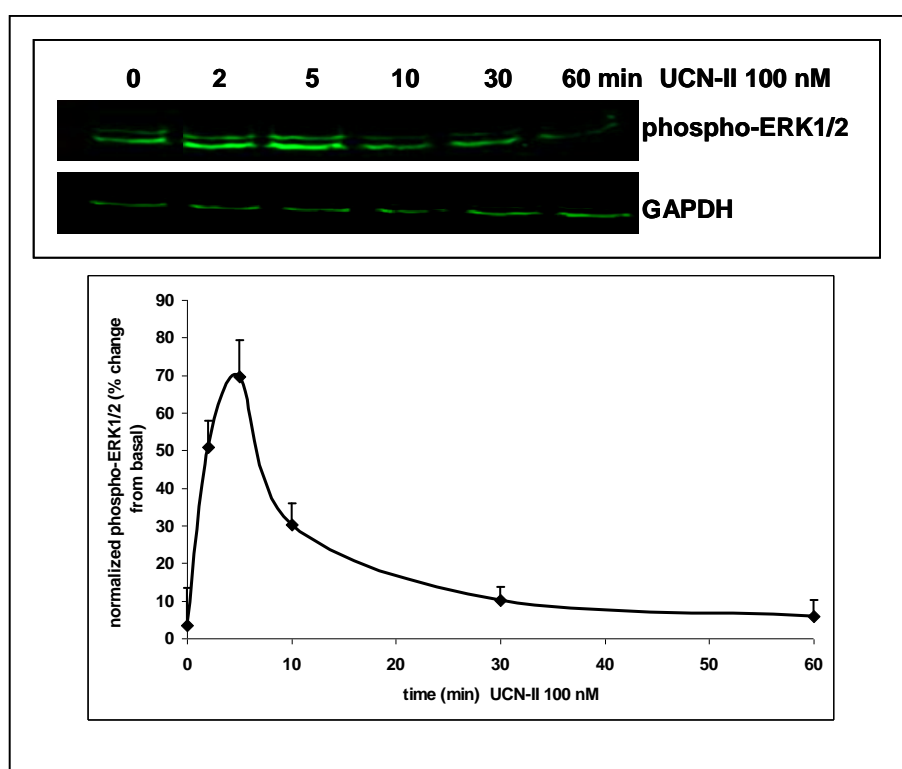 0 2 5 10 30 60 min UCN-II 100 nM
phospho-ERK1/2
GAPDH
normalized phospho-ERK1/2 (% change
from basal)
90
80
70
60
50
40
30
20
10
0
0 10 20 30 40 50 60
time (min) UCN-II 100 nM